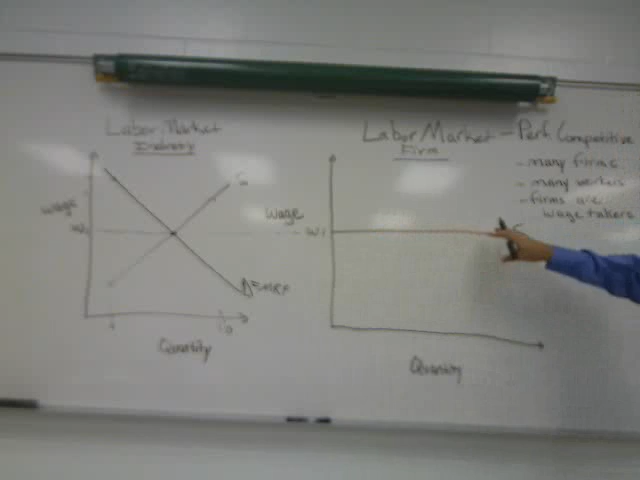 Labor Market
Industry
Wage
W1
S
D=MRP
Quantity
Labor Market - Perf. Competitive
Firm
- many firms
- many workers
- firms are
wage takers
Wage
W1
Quantity